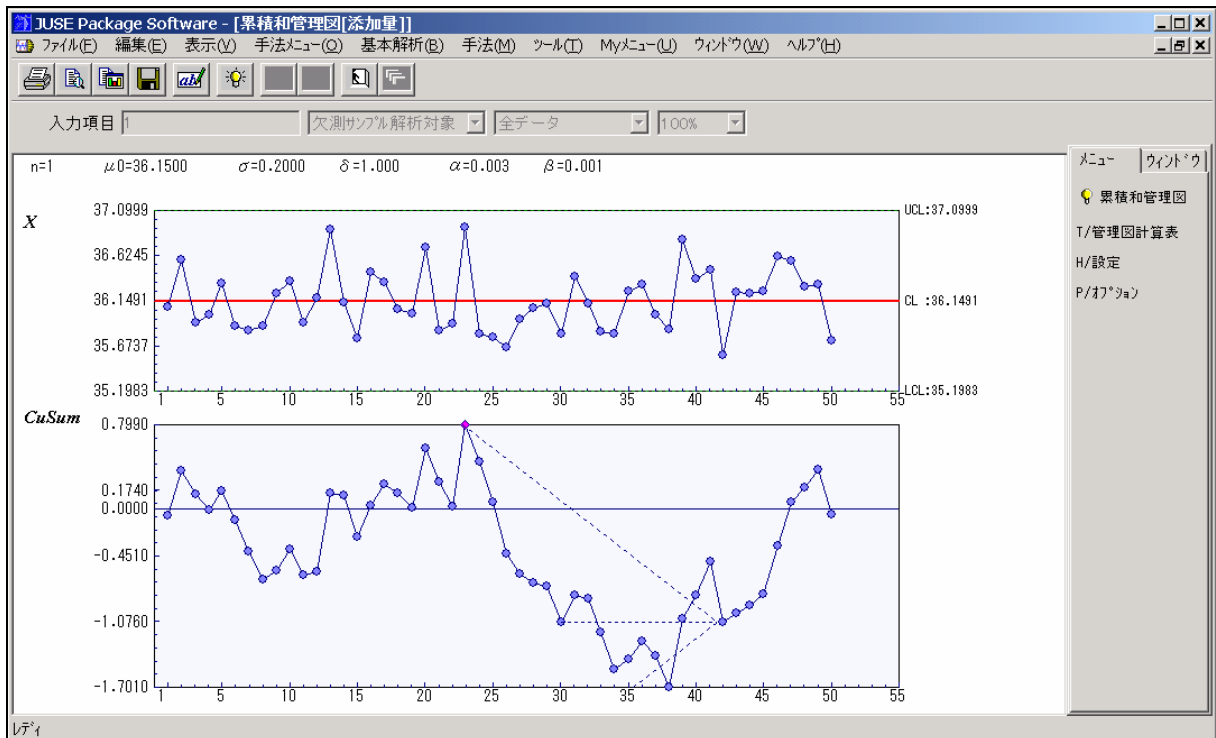 JUSE Package Software - [累積和管理図[添加量]]
ファイル(F) 編集(E) 表示(V) 手法メニュー(O) 基本解析(B) 手法(M) ツール(T) Myメニュー(U) ウィンドウ(W) ヘルプ(H)
入力項目 1 欠測サンプル解析対象 全データ 100%
n=1 μ0=36.1500 σ=0.2000 δ=1.000 α=0.003 β=0.001
X
37.0999
36.6245
36.1491
35.6737
35.1983
UCL:37.0999
CL :36.1491
LCL:35.1983
1 5 10 15 20 25 30 35 40 45 50 55
CuSum
0.7990
0.1740
0.0000
-0.4510
-1.0760
-1.7010
1 5 10 15 20 25 30 35 40 45 50 55
メニュー ウィンドウ
累積和管理図
T/管理図計算表
H/設定
P/オプション
レディ